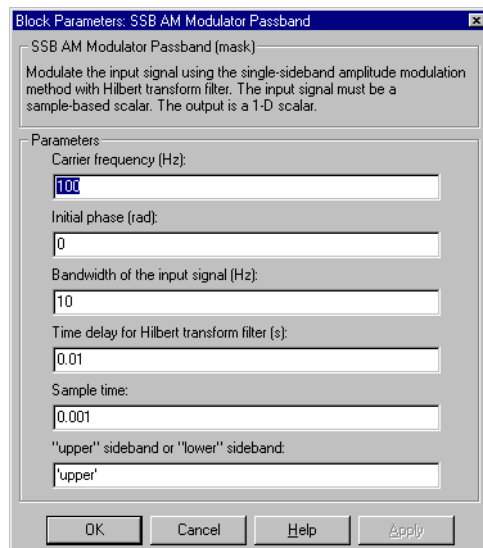 Block Parameters: SSB AM Modulator Passband
SSB AM Modulator Passband (mask)
Modulate the input signal using the single-sideband amplitude modulation
method with Hilbert transform filter. The input signal must be a
sample-based scalar. The output is a 1-D scalar.
Parameters
Carrier frequency (Hz):
100
Initial phase (rad):
0
Bandwidth of the input signal (Hz):
10
Time delay for Hilbert transform filter (s):
0.01
Sample time:
0.001
"upper" sideband or "lower" sideband:
'upper'
OK Cancel Help Apply